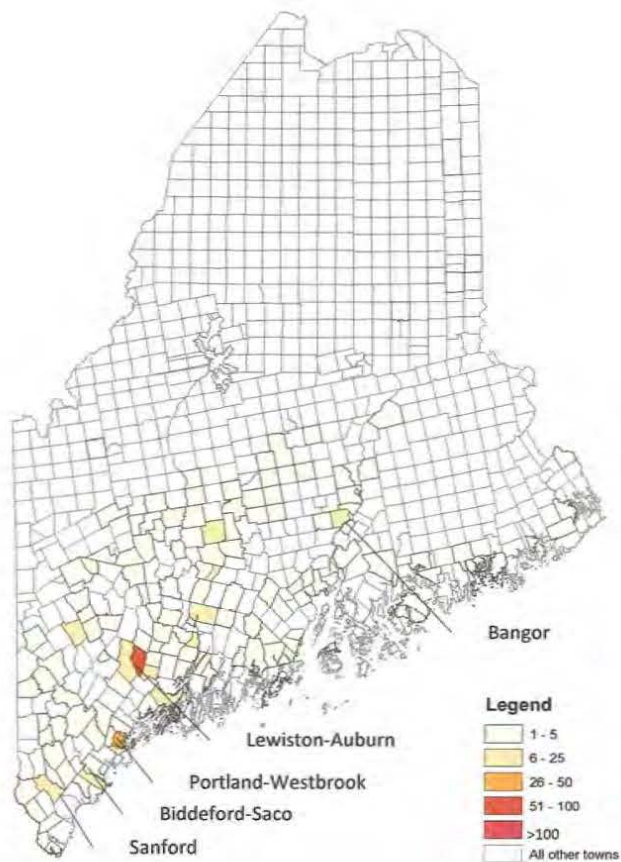 Bangor
Lewiston-Auburn
Portland-Westbrook
Biddeford-Saco
Sanford
Legend
1 - 5
6 - 25
26 - 50
51 - 100
>100
All other towns